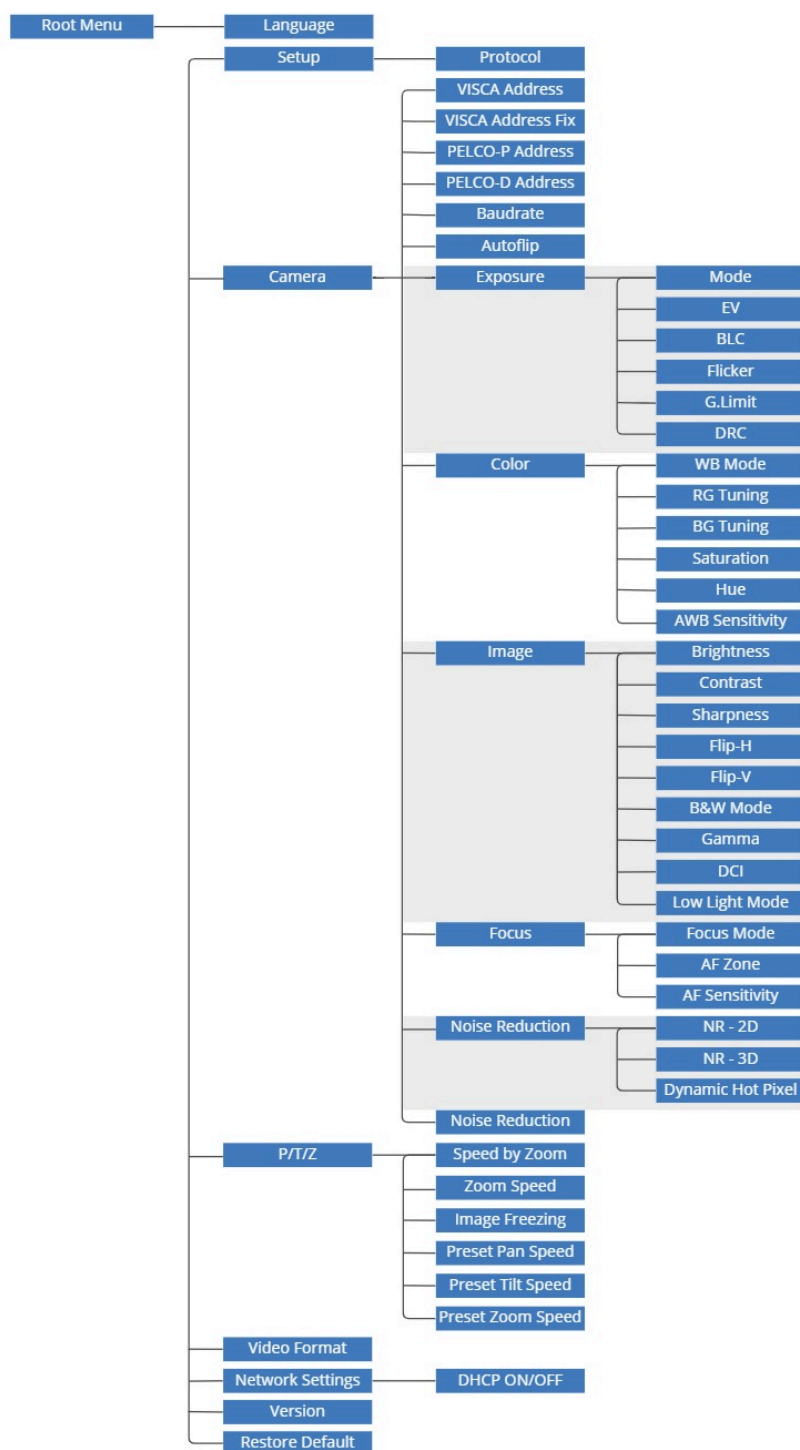 Root Menu
Language
Setup
Protocol
VISCA Address
VISCA Address Fix
PELCO-P Address
PELCO-D Address
Baudrate
Autoflip
Camera
Exposure
Mode
EV
BLC
Flicker
G.Limit
DRC
Color
WB Mode
RG Tuning
BG Tuning
Saturation
Hue
AWB Sensitivity
Image
Brightness
Contrast
Sharpness
Flip-H
Flip-V
B&W Mode
Gamma
DCI
Low Light Mode
Focus
Focus Mode
AF Zone
AF Sensitivity
Noise Reduction
NR - 2D
NR - 3D
Dynamic Hot Pixel
Noise Reduction
P/T/Z
Speed by Zoom
Zoom Speed
Image Freezing
Preset Pan Speed
Preset Tilt Speed
Preset Zoom Speed
Video Format
Network Settings
DHCP ON/OFF
Version
Restore Default